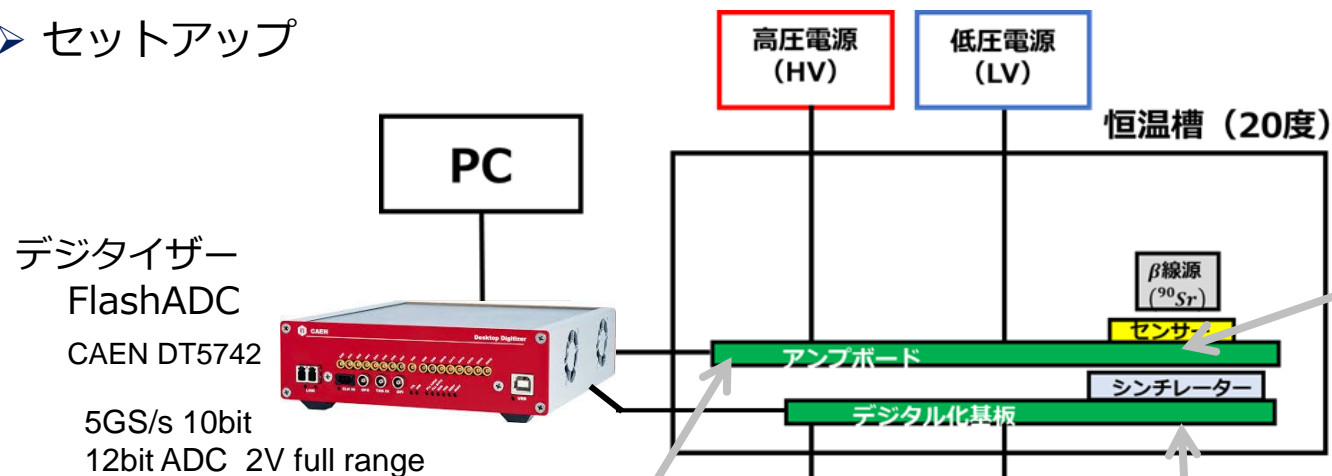 セットアップ
高圧電源
（HV）
低圧電源
（LV）
恒温槽（20度）
PC
デジタイザー
FlashADC
CAEN DT5742
5GS/s 10bit
12bit ADC 2V full range
CAEN
Desktop Digitizer
β線源
(⁹⁰Sr)
センサー
アンプボード
シンチレーター
デジタル化基板